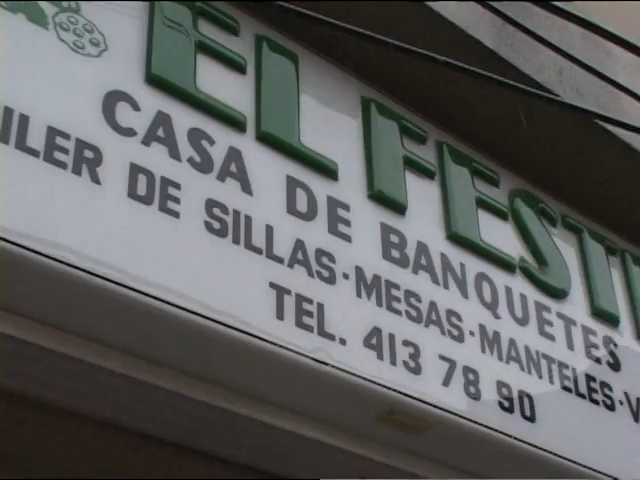 EL FEST
CASA DE BANQUETES
ILER DE SILLAS·MESAS·MANTELES·V
TEL. 413 78 90